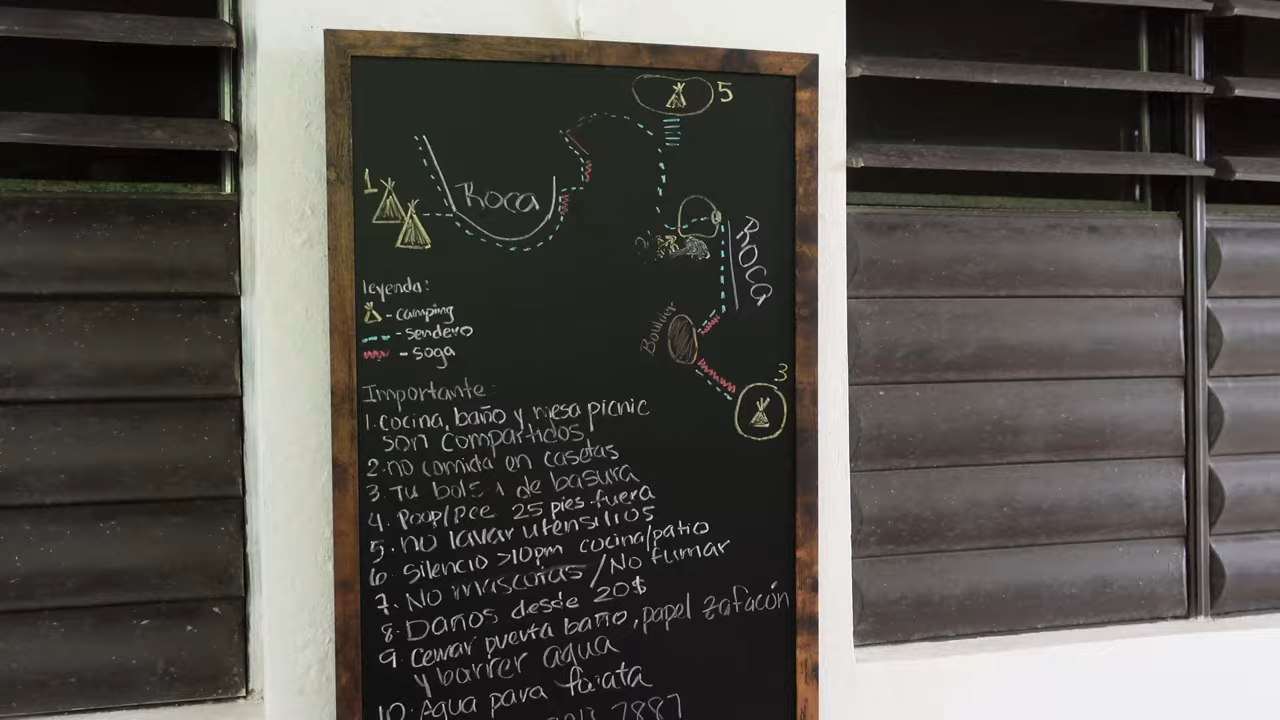 5
1
Roca
ROCA
leyenda:
- camping
- sendero
- soga
Boulder
3
Importante:
1. cocina, baño y mesa picnic
son compartidos
2. no comida en casetas
3. Tu bolsa de basura
4. Poop/pee 25 pies fuera
5. no lavar utensilios
6. Silencio >10pm cocina/patio
7. No mascotas / No fumar
8. Daños desde 20$
9. Cerrar puerta baño, papel zafacón
y barrer agua
10. Agua para
7887